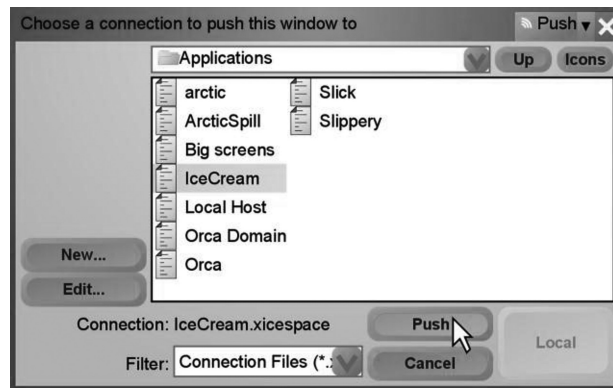 Choose a connection to push this window to
Push
Applications
Up
Icons
arctic
Slick
ArcticSpill
Slippery
Big screens
IceCream
Local Host
Orca Domain
Orca
New...
Edit...
Connection: IceCream.xicespace
Push
Local
Filter: Connection Files (*.
Cancel